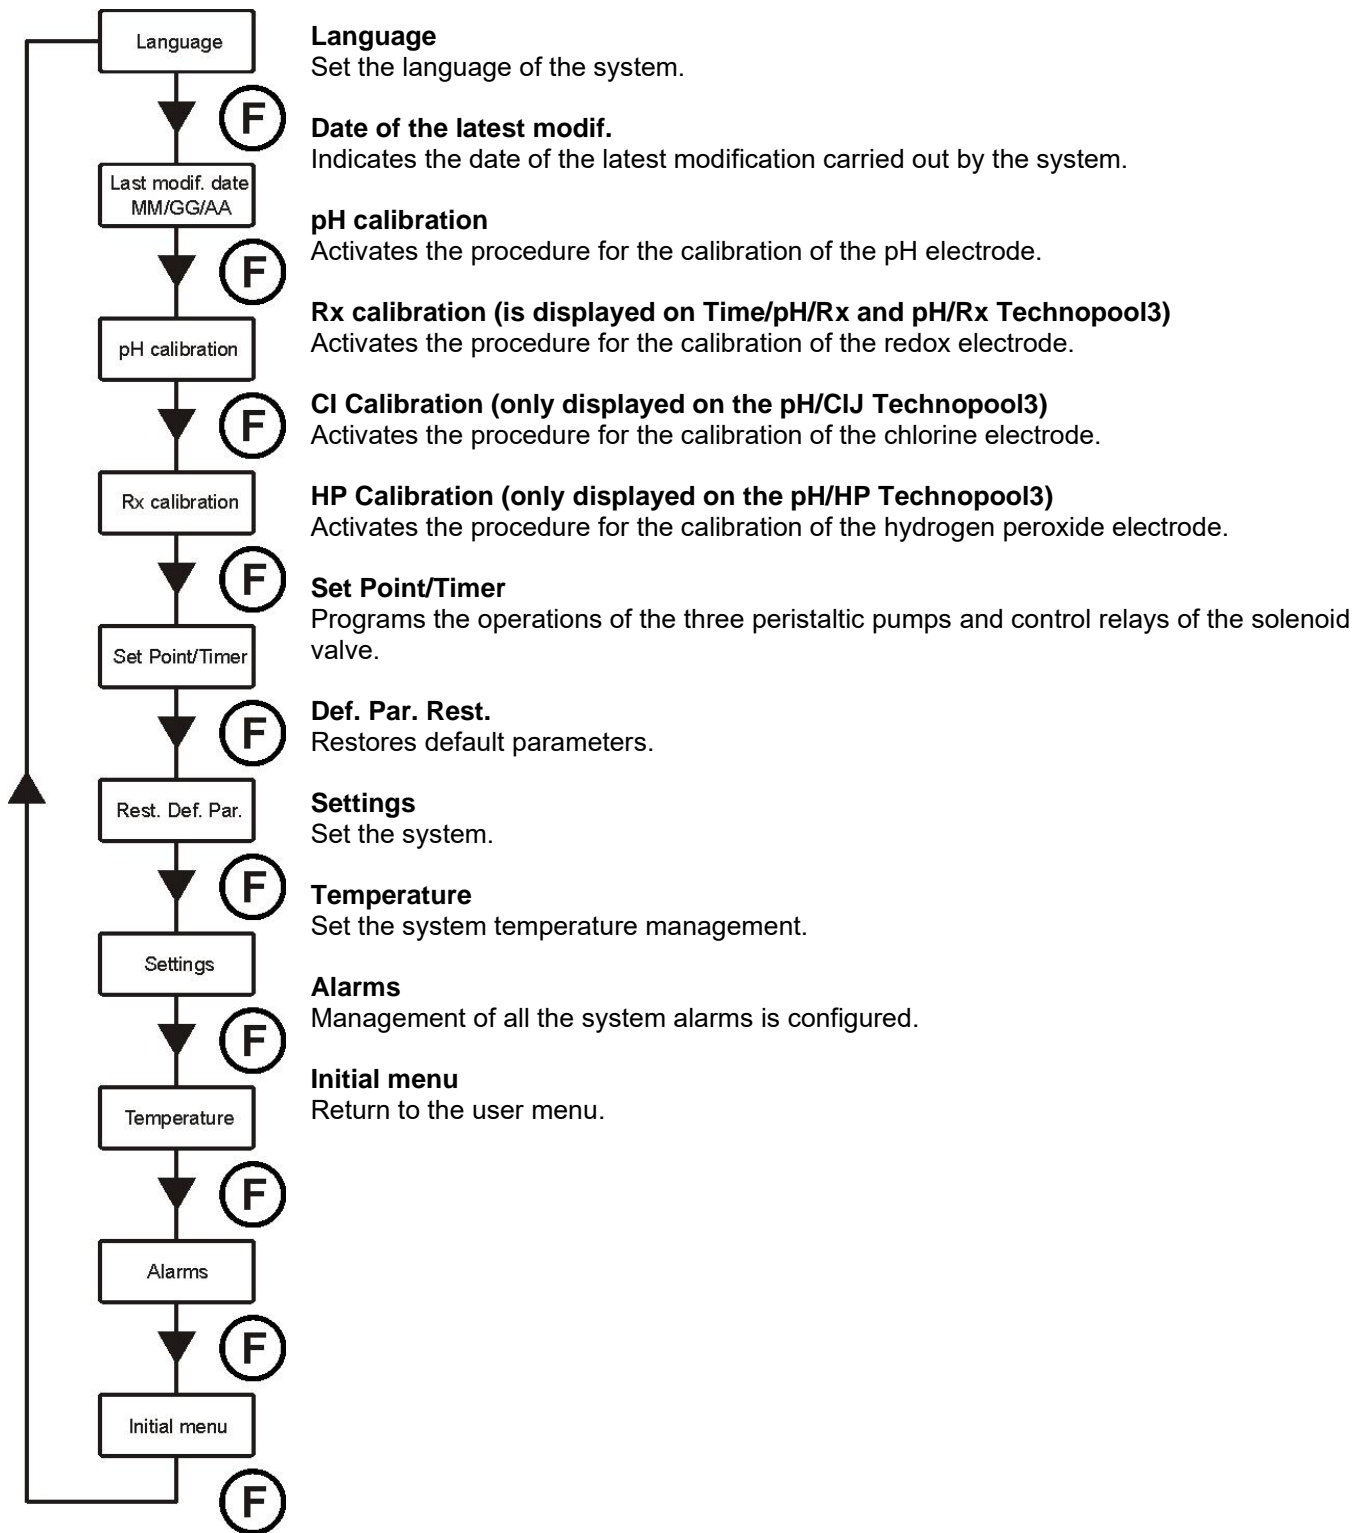 Language
F
Last modif. date
MM/GG/AA
F
pH calibration
F
Rx calibration
F
Set Point/Timer
F
Rest. Def. Par.
F
Settings
F
Temperature
F
Alarms
F
Initial menu
F
Language
Set the language of the system.
Date of the latest modif.
Indicates the date of the latest modification carried out by the system.
pH calibration
Activates the procedure for the calibration of the pH electrode.
Rx calibration (is displayed on Time/pH/Rx and pH/Rx Technopool3)
Activates the procedure for the calibration of the redox electrode.
Cl Calibration (only displayed on the pH/ClJ Technopool3)
Activates the procedure for the calibration of the chlorine electrode.
HP Calibration (only displayed on the pH/HP Technopool3)
Activates the procedure for the calibration of the hydrogen peroxide electrode.
Set Point/Timer
Programs the operations of the three peristaltic pumps and control relays of the solenoid
valve.
Def. Par. Rest.
Restores default parameters.
Settings
Set the system.
Temperature
Set the system temperature management.
Alarms
Management of all the system alarms is configured.
Initial menu
Return to the user menu.